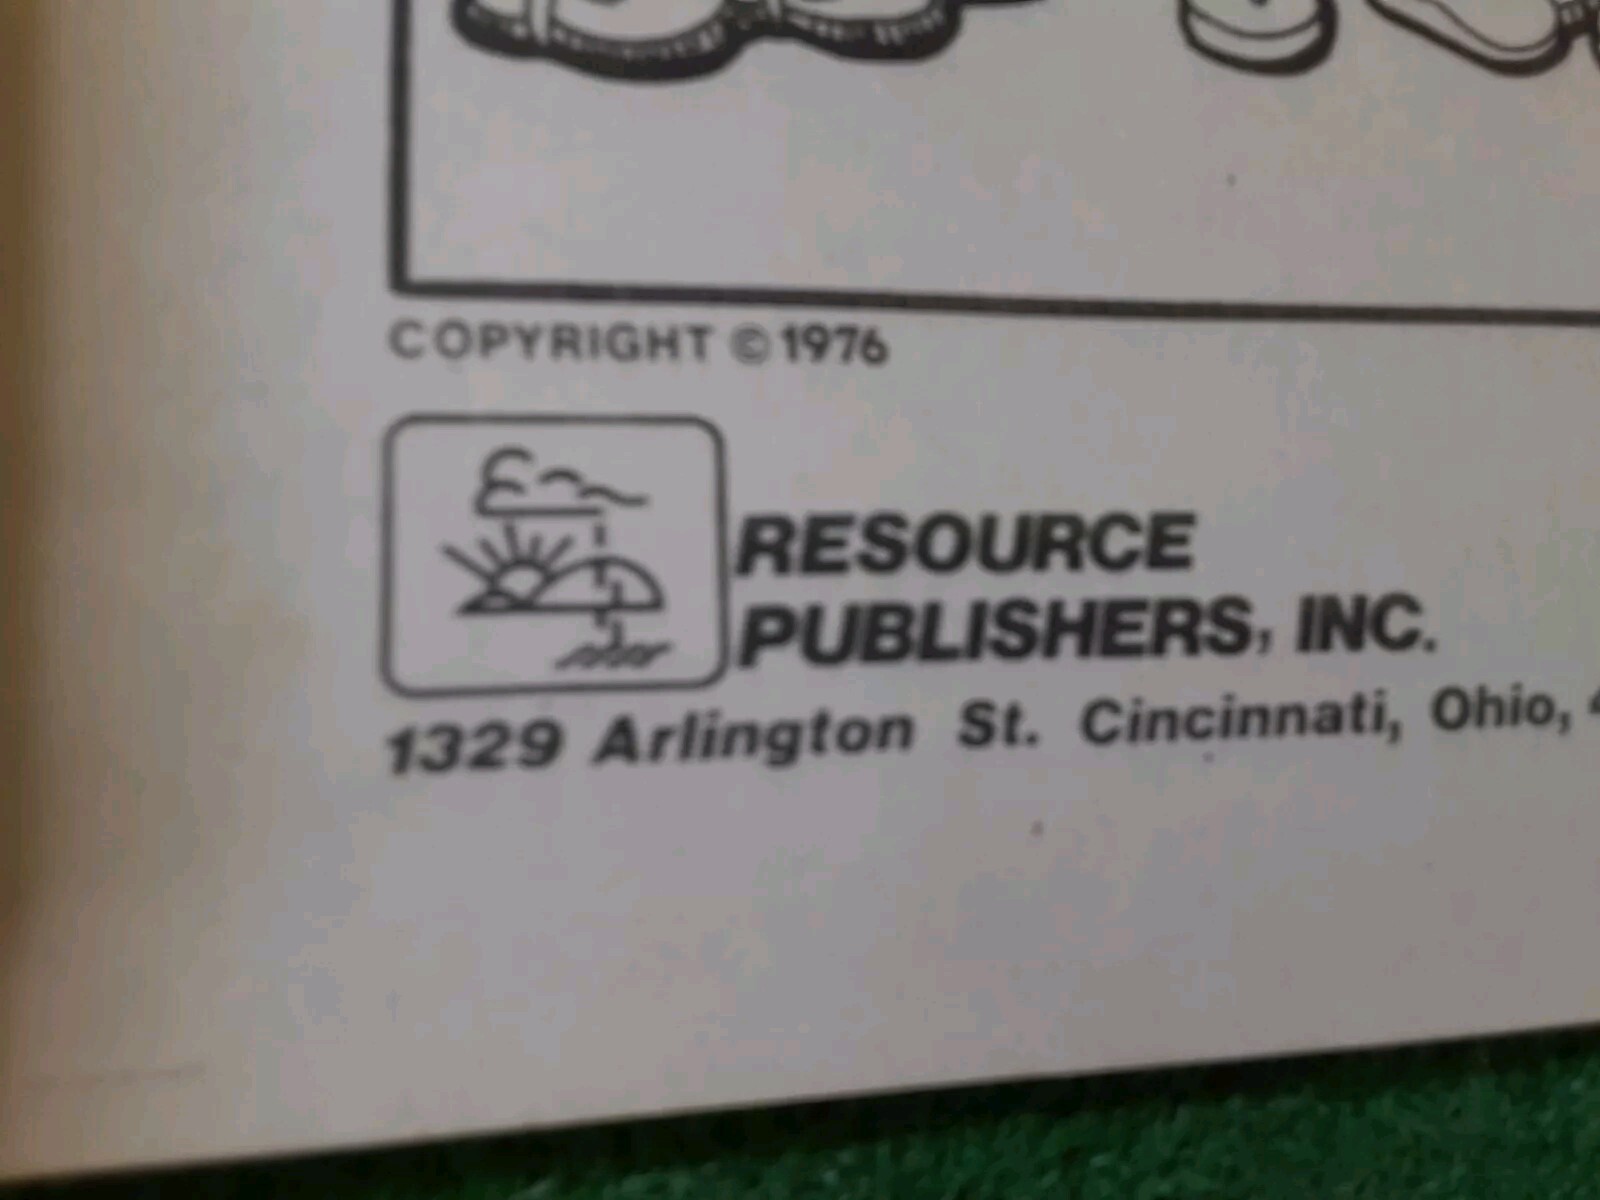 COPYRIGHT © 1976
RESOURCE
PUBLISHERS, INC.
1329 Arlington St. Cincinnati, Ohio,